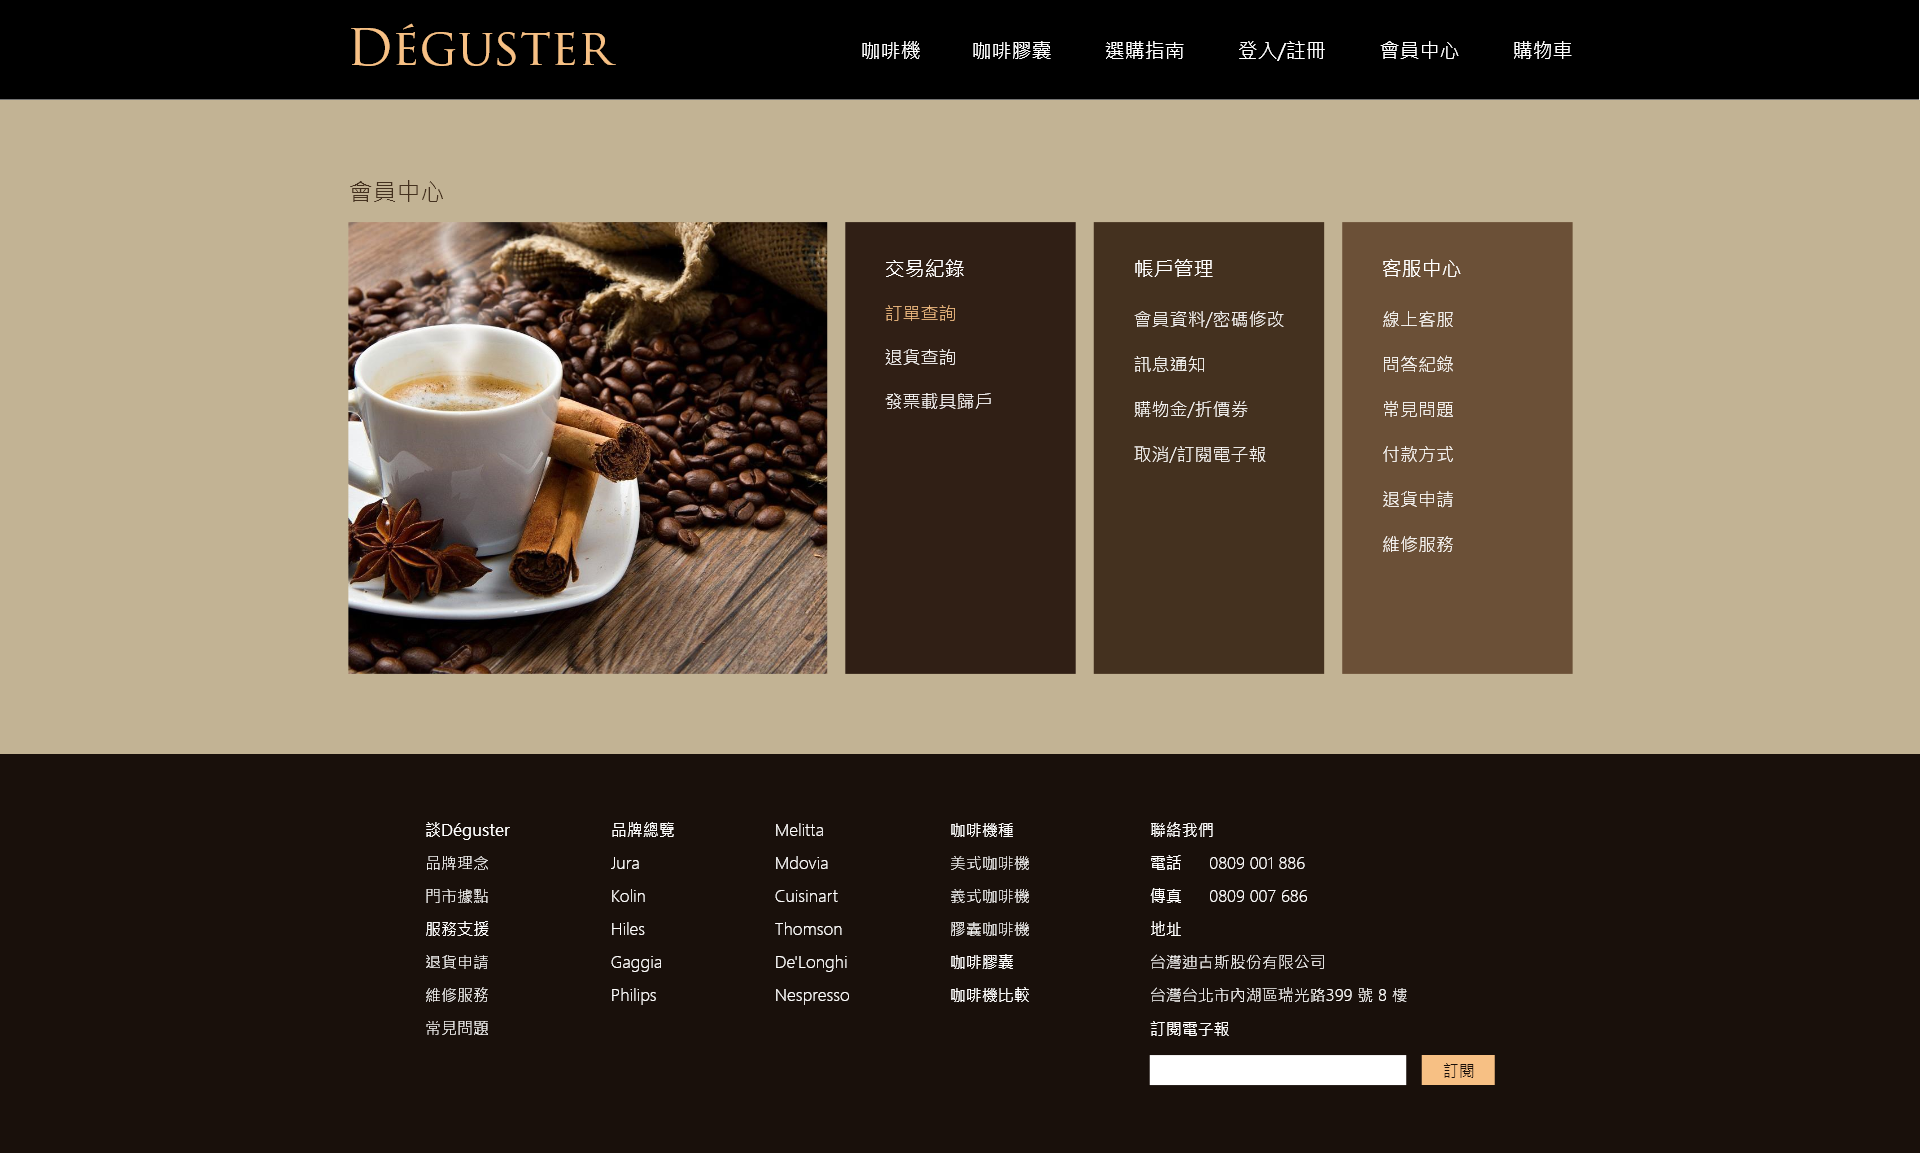 DÉGUSTER
咖啡機 咖啡膠囊 選購指南 登入/註冊 會員中心 購物車
會員中心
交易紀錄
訂單查詢
退貨查詢
發票載具歸戶
帳戶管理
會員資料/密碼修改
訊息通知
購物金/折價券
取消/訂閱電子報
客服中心
線上客服
問答紀錄
常見問題
付款方式
退貨申請
維修服務
談Déguster
品牌理念
門市據點
服務支援
退貨申請
維修服務
常見問題
品牌總覽
Jura
Kolin
Hiles
Gaggia
Philips
Melitta
Mdovia
Cuisinart
Thomson
De'Longhi
Nespresso
咖啡機種
美式咖啡機
義式咖啡機
膠囊咖啡機
咖啡膠囊
咖啡機比較
聯絡我們
電話 0809 001 886
傳真 0809 007 686
地址
台灣迪古斯股份有限公司
台灣台北市內湖區瑞光路399 號 8 樓
訂閱電子報
訂閱